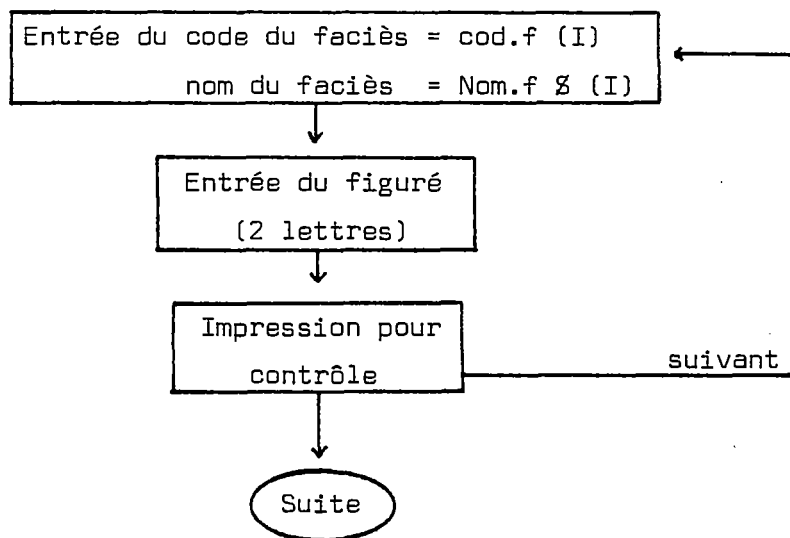 Entrée du code du faciès = cod.f (I)
nom du faciès = Nom.f $ (I)
Entrée du figuré
(2 lettres)
Impression pour
contrôle
suivant
Suite